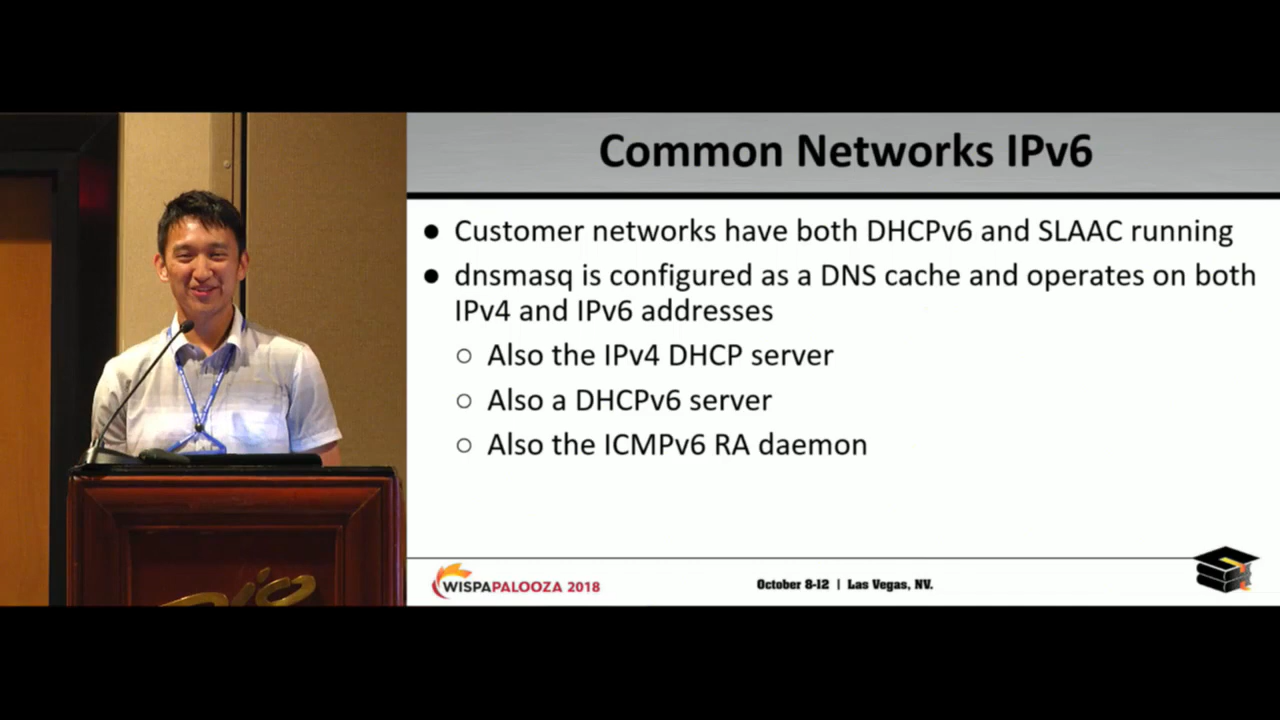 Common Networks IPv6
● Customer networks have both DHCPv6 and SLAAC running
● dnsmasq is configured as a DNS cache and operates on both
IPv4 and IPv6 addresses
○ Also the IPv4 DHCP server
○ Also a DHCPv6 server
○ Also the ICMPv6 RA daemon
WISPAPALOOZA 2018
October 8-12 | Las Vegas, NV.